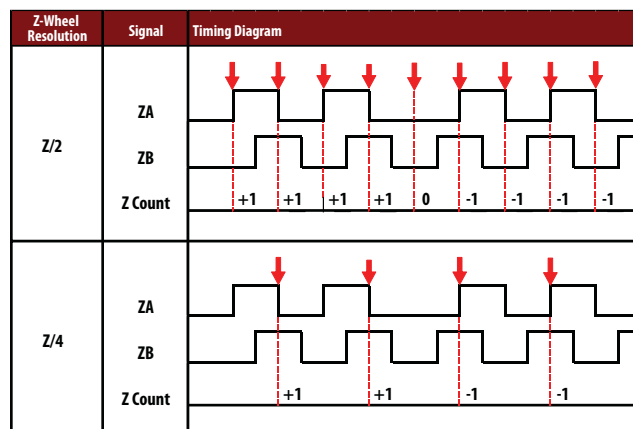 Z-Wheel
Resolution
Signal
Timing Diagram
Z/2
ZA
ZB
Z Count
+1 +1 +1 +1 0 -1 -1 -1 -1
Z/4
ZA
ZB
Z Count
+1 +1 -1 -1